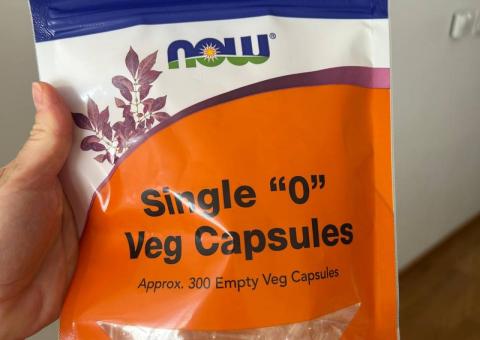 NOW®
Single “0”
Veg Capsules
Approx. 300 Empty Veg Capsules